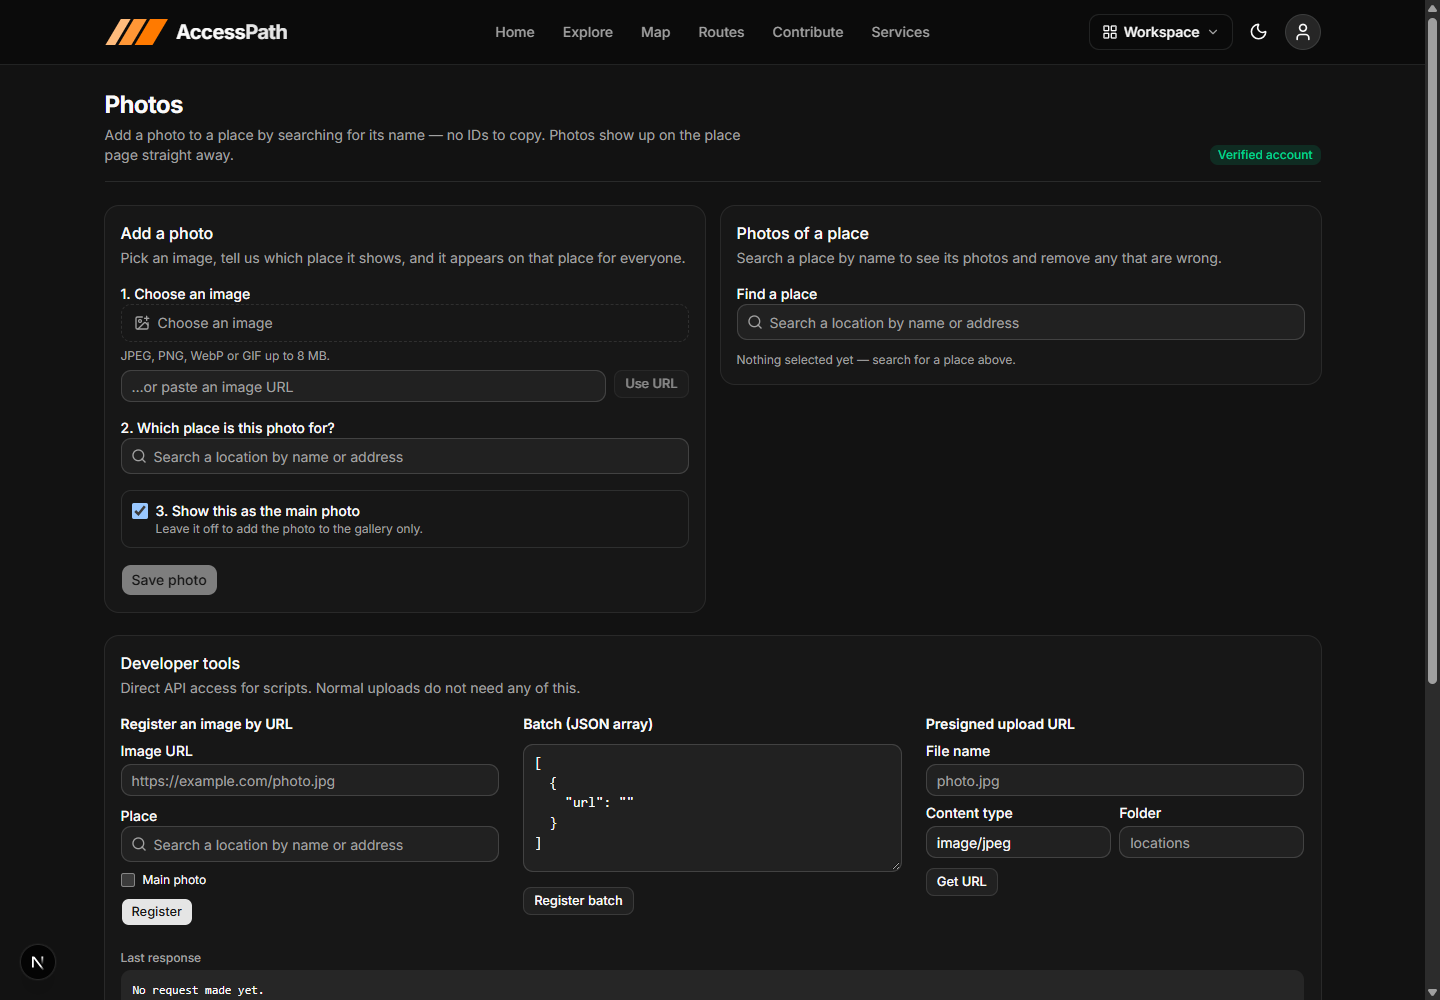 AccessPath
Home
Explore
Map
Routes
Contribute
Services
Workspace
Photos
Add a photo to a place by searching for its name — no IDs to copy. Photos show up on the place
page straight away.
Verified account
Add a photo
Pick an image, tell us which place it shows, and it appears on that place for everyone.
1. Choose an image
Choose an image
JPEG, PNG, WebP or GIF up to 8 MB.
...or paste an image URL
Use URL
2. Which place is this photo for?
Search a location by name or address
3. Show this as the main photo
Leave it off to add the photo to the gallery only.
Save photo
Photos of a place
Search a place by name to see its photos and remove any that are wrong.
Find a place
Search a location by name or address
Nothing selected yet — search for a place above.
Developer tools
Direct API access for scripts. Normal uploads do not need any of this.
Register an image by URL
Image URL
https://example.com/photo.jpg
Place
Search a location by name or address
Main photo
Register
Batch (JSON array)
[
{
"url": ""
}
]
Register batch
Presigned upload URL
File name
photo.jpg
Content type
Folder
image/jpeg
locations
Get URL
Last response
No request made yet.
N